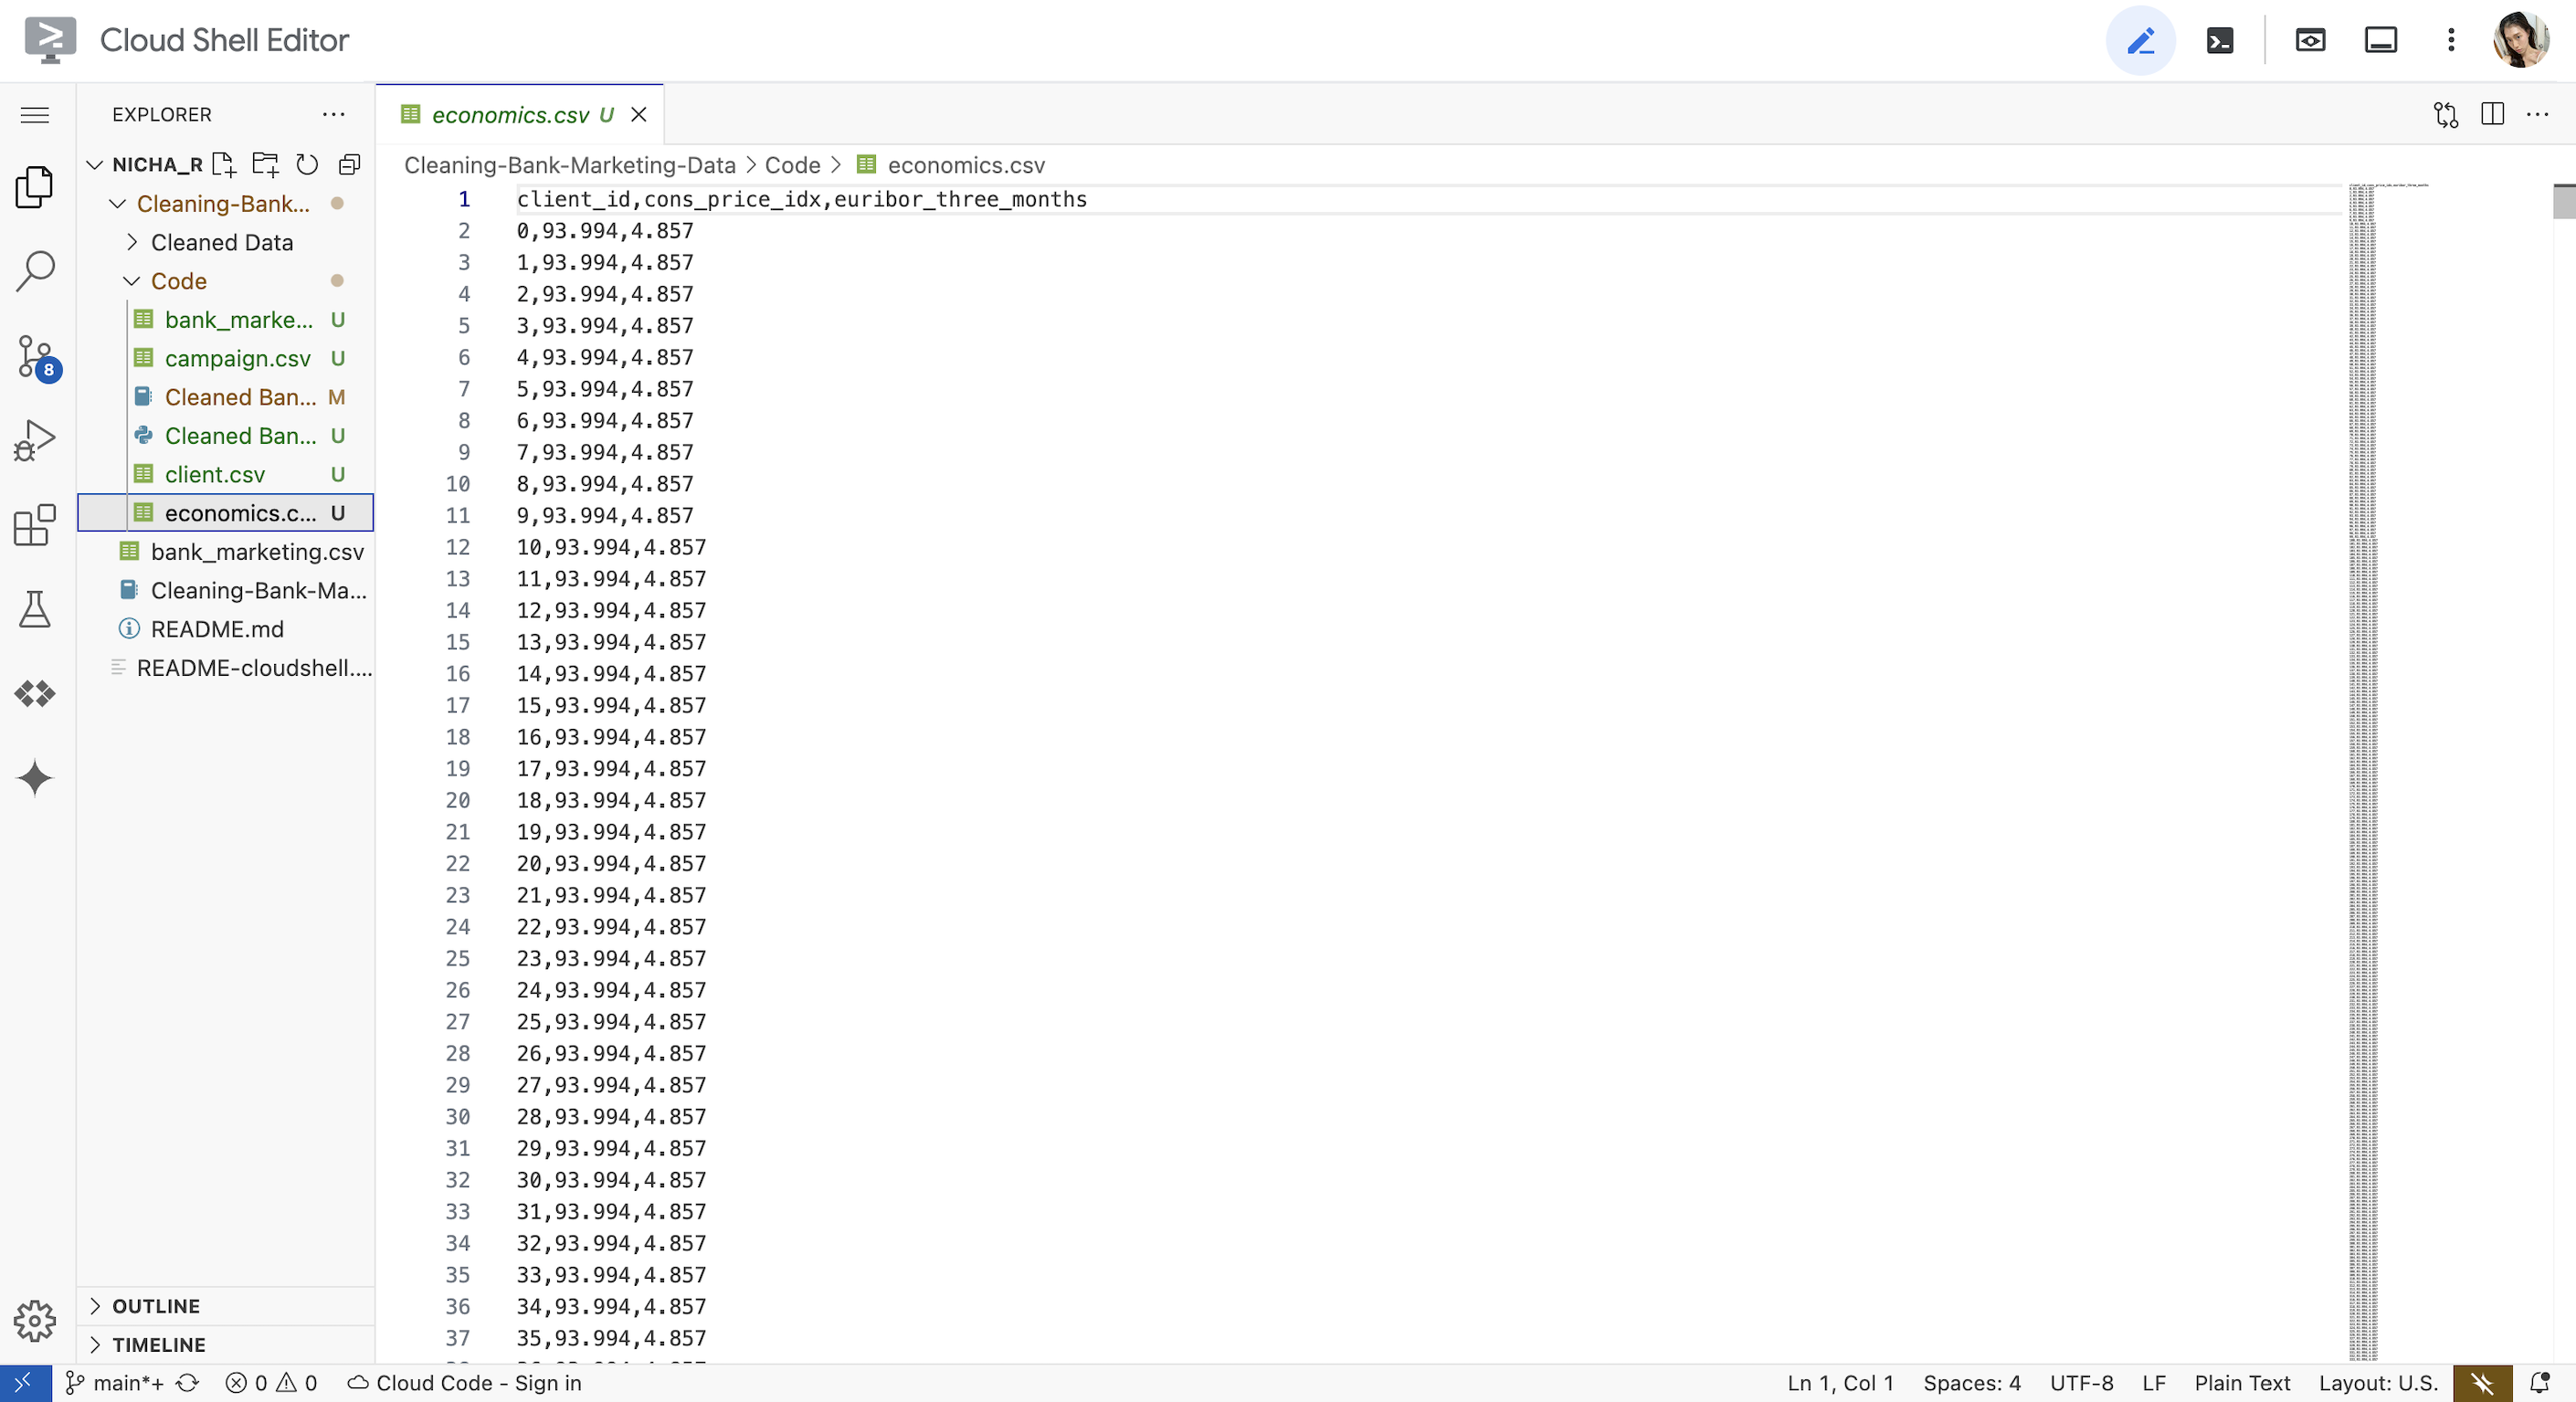 Cloud Shell Editor
EXPLORER
NICHA_R
Cleaning-Bank...
Cleaned Data
Code
bank_marke... U
campaign.csv U
Cleaned Ban... M
Cleaned Ban... U
client.csv U
economics.c... U
bank_marketing.csv
Cleaning-Bank-Ma...
README.md
README-cloudshell....
OUTLINE
TIMELINE
8
economics.csv U
Cleaning-Bank-Marketing-Data > Code > economics.csv
1 client_id,cons_price_idx,euribor_three_months
2 0,93.994,4.857
3 1,93.994,4.857
4 2,93.994,4.857
5 3,93.994,4.857
6 4,93.994,4.857
7 5,93.994,4.857
8 6,93.994,4.857
9 7,93.994,4.857
10 8,93.994,4.857
11 9,93.994,4.857
12 10,93.994,4.857
13 11,93.994,4.857
14 12,93.994,4.857
15 13,93.994,4.857
16 14,93.994,4.857
17 15,93.994,4.857
18 16,93.994,4.857
19 17,93.994,4.857
20 18,93.994,4.857
21 19,93.994,4.857
22 20,93.994,4.857
23 21,93.994,4.857
24 22,93.994,4.857
25 23,93.994,4.857
26 24,93.994,4.857
27 25,93.994,4.857
28 26,93.994,4.857
29 27,93.994,4.857
30 28,93.994,4.857
31 29,93.994,4.857
32 30,93.994,4.857
33 31,93.994,4.857
34 32,93.994,4.857
35 33,93.994,4.857
36 34,93.994,4.857
37 35,93.994,4.857
main*+ 0 0 Cloud Code - Sign in Ln 1, Col 1 Spaces: 4 UTF-8 LF Plain Text Layout: U.S.